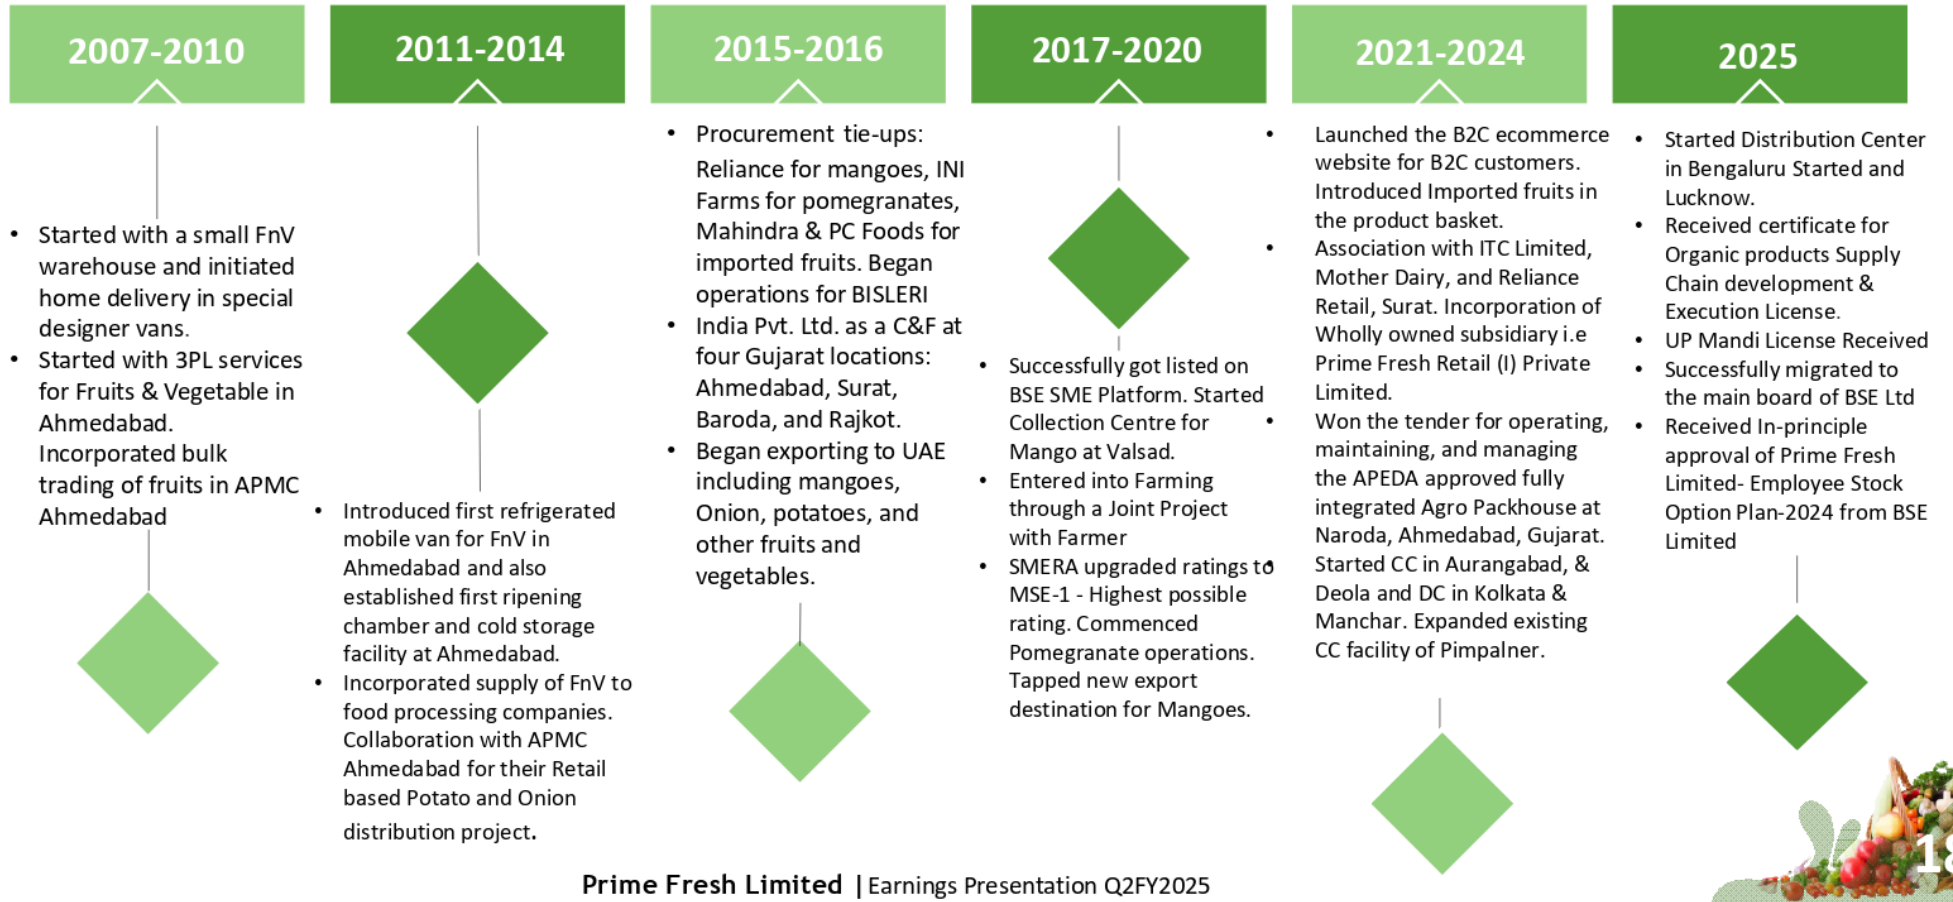 2007-2010
• Started with a small FnV
warehouse and initiated
home delivery in special
designer vans.
• Started with 3PL services
for Fruits & Vegetable in
Ahmedabad.
Incorporated bulk
trading of fruits in APMC
Ahmedabad
2011-2014
• Introduced first refrigerated
mobile van for FnV in
Ahmedabad and also
established first ripening
chamber and cold storage
facility at Ahmedabad.
• Incorporated supply of FnV to
food processing companies.
Collaboration with APMC
Ahmedabad for their Retail
based Potato and Onion
distribution project.
2015-2016
• Procurement tie-ups:
Reliance for mangoes, INI
Farms for pomegranates,
Mahindra & PC Foods for
imported fruits. Began
operations for BISLERI
• India Pvt. Ltd. as a C&F at
four Gujarat locations:
Ahmedabad, Surat,
Baroda, and Rajkot.
• Began exporting to UAE
including mangoes,
Onion, potatoes, and
other fruits and
vegetables.
2017-2020
• Successfully got listed on
BSE SME Platform. Started
Collection Centre for
Mango at Valsad.
• Entered into Farming
through a Joint Project
with Farmer
• SMERA upgraded ratings to
MSE-1 - Highest possible
rating. Commenced
Pomegranate operations.
Tapped new export
destination for Mangoes.
2021-2024
• Launched the B2C ecommerce
website for B2C customers.
Introduced Imported fruits in
the product basket.
• Association with ITC Limited,
Mother Dairy, and Reliance
Retail, Surat. Incorporation of
Wholly owned subsidiary i.e
Prime Fresh Retail (I) Private
Limited.
• Won the tender for operating,
maintaining, and managing
the APEDA approved fully
integrated Agro Packhouse at
Naroda, Ahmedabad, Gujarat.
• Started CC in Aurangabad, &
Deola and DC in Kolkata &
Manchar. Expanded existing
CC facility of Pimpalner.
2025
• Started Distribution Center
in Bengaluru Started and
Lucknow.
• Received certificate for
Organic products Supply
Chain development &
Execution License.
• UP Mandi License Received
• Successfully migrated to
the main board of BSE Ltd
• Received In-principle
approval of Prime Fresh
Limited- Employee Stock
Option Plan-2024 from BSE
Limited
Prime Fresh Limited | Earnings Presentation Q2FY2025
18